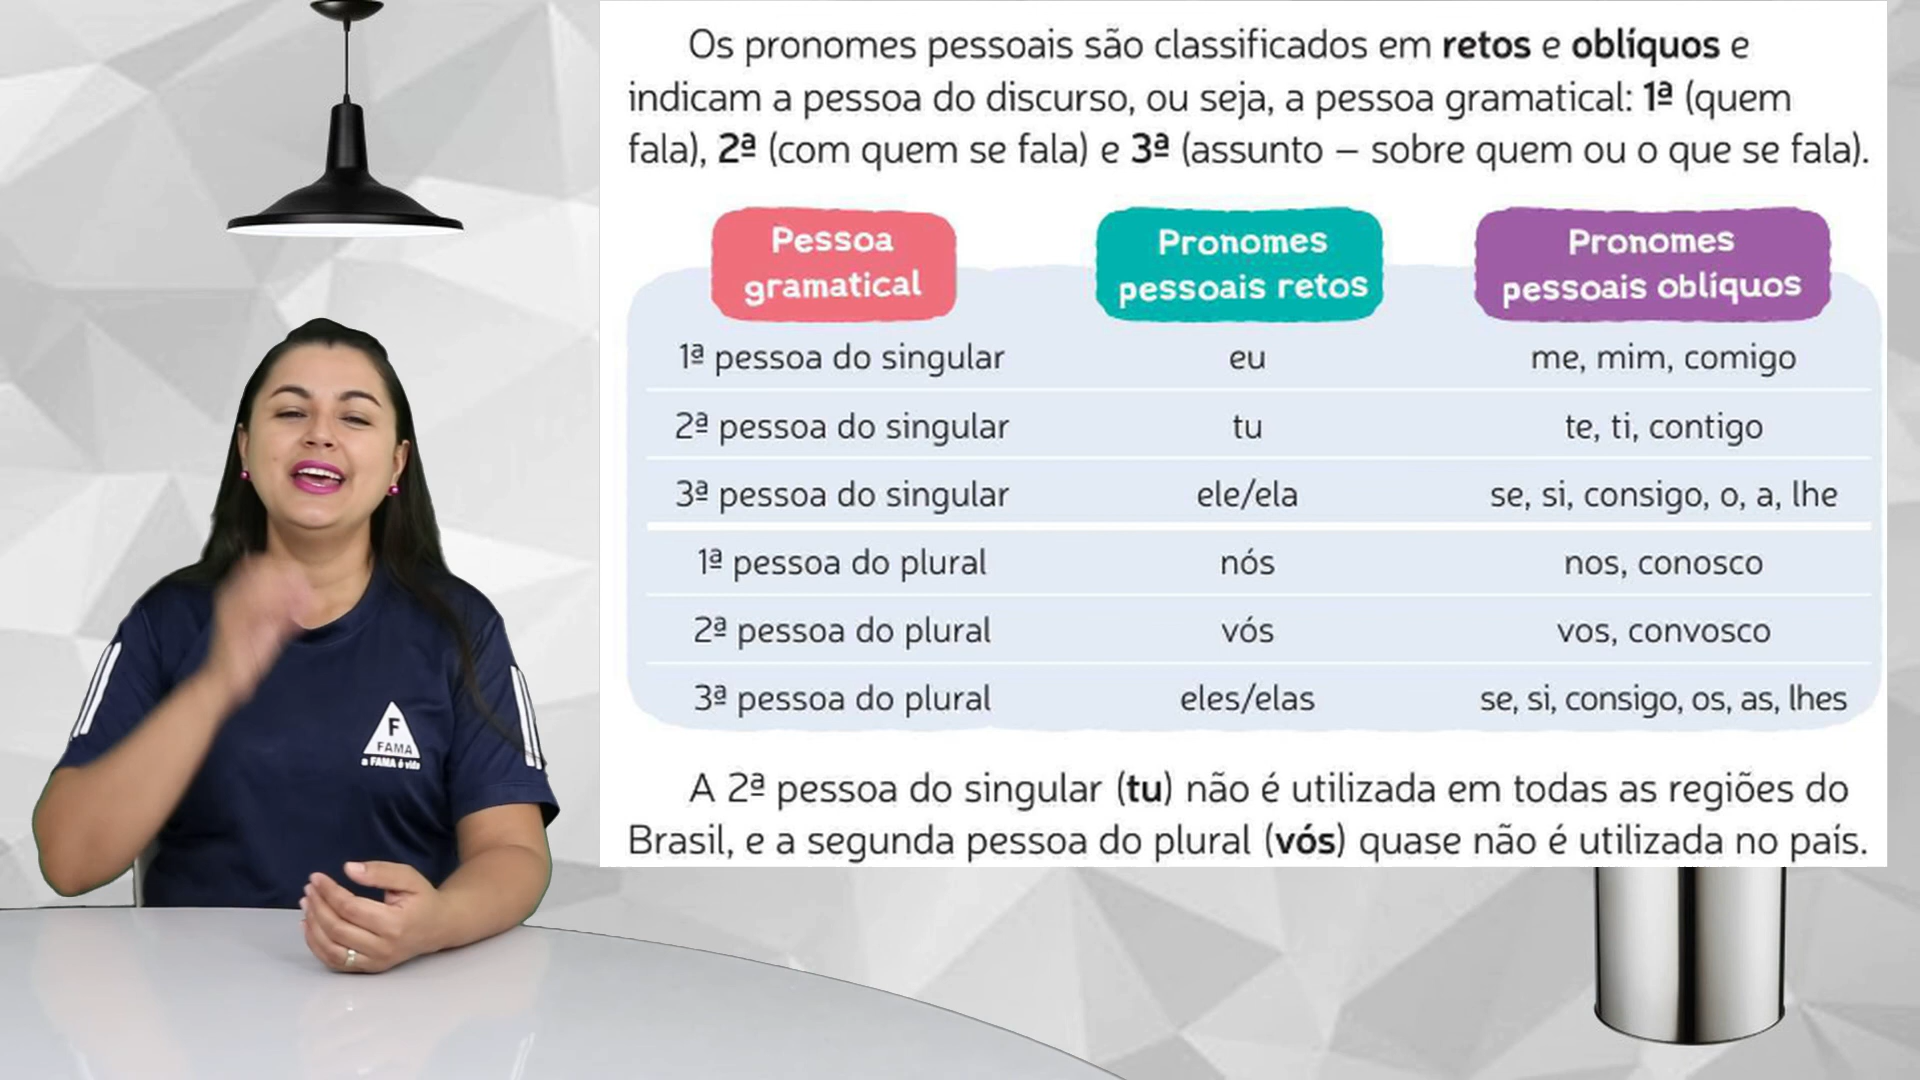 Os pronomes pessoais são classificados em retos e oblíquos e
indicam a pessoa do discurso, ou seja, a pessoa gramatical: 1ª (quem
fala), 2ª (com quem se fala) e 3ª (assunto – sobre quem ou o que se fala).
Pessoa gramatical
Pronomes pessoais retos
Pronomes pessoais oblíquos
1ª pessoa do singular eu me, mim, comigo
2ª pessoa do singular tu te, ti, contigo
3ª pessoa do singular ele/ela se, si, consigo, o, a, lhe
1ª pessoa do plural nós nos, conosco
2ª pessoa do plural vós vos, convosco
3ª pessoa do plural eles/elas se, si, consigo, os, as, lhes
A 2ª pessoa do singular (tu) não é utilizada em todas as regiões do
Brasil, e a segunda pessoa do plural (vós) quase não é utilizada no país.
F
FAMA
a FAMA é vida